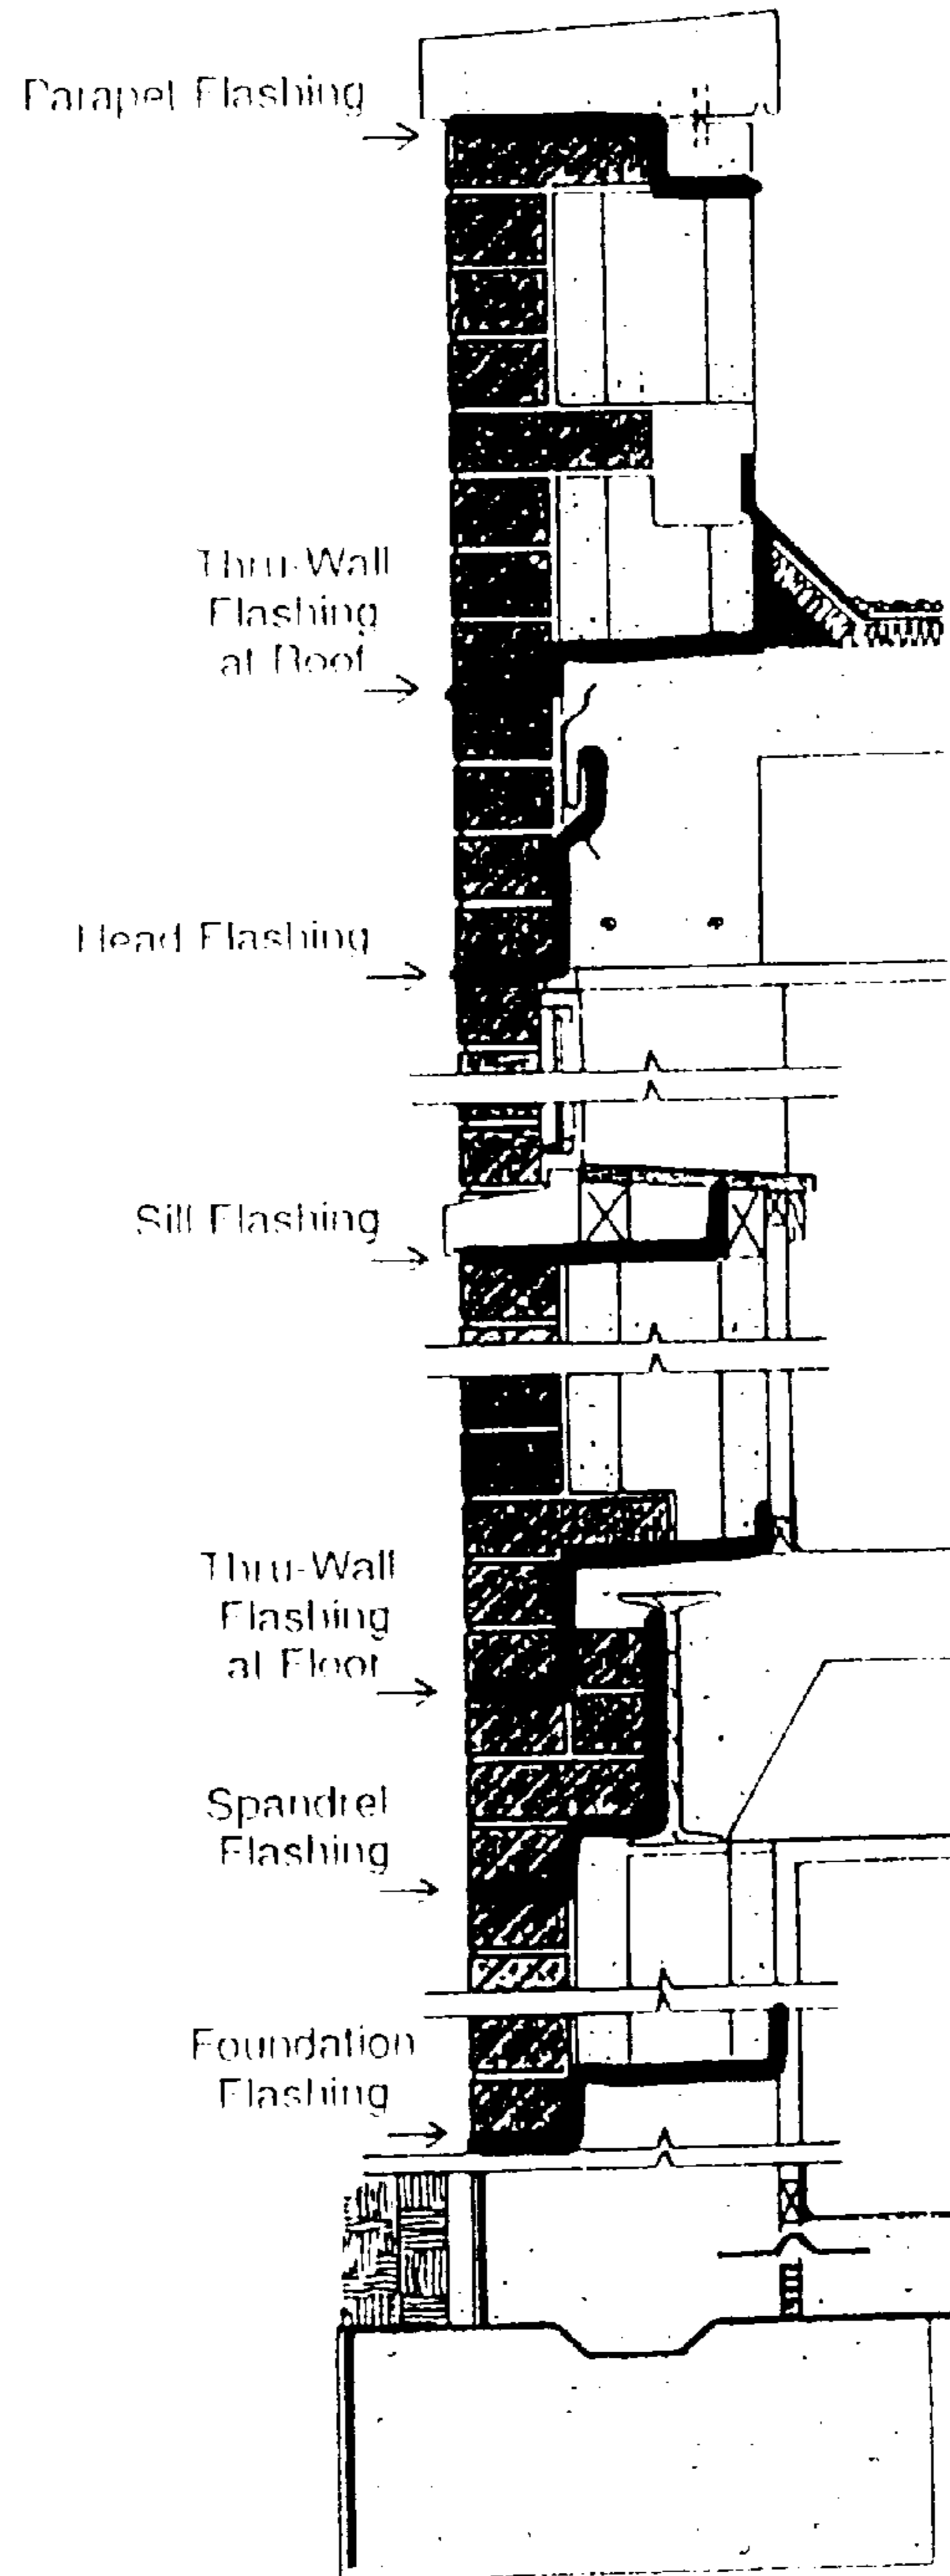 Parapet Flashing
Thru-Wall
Flashing
at Roof
Head Flashing
Sill Flashing
Thru-Wall
Flashing
at Floor
Spandrel
Flashing
Foundation
Flashing